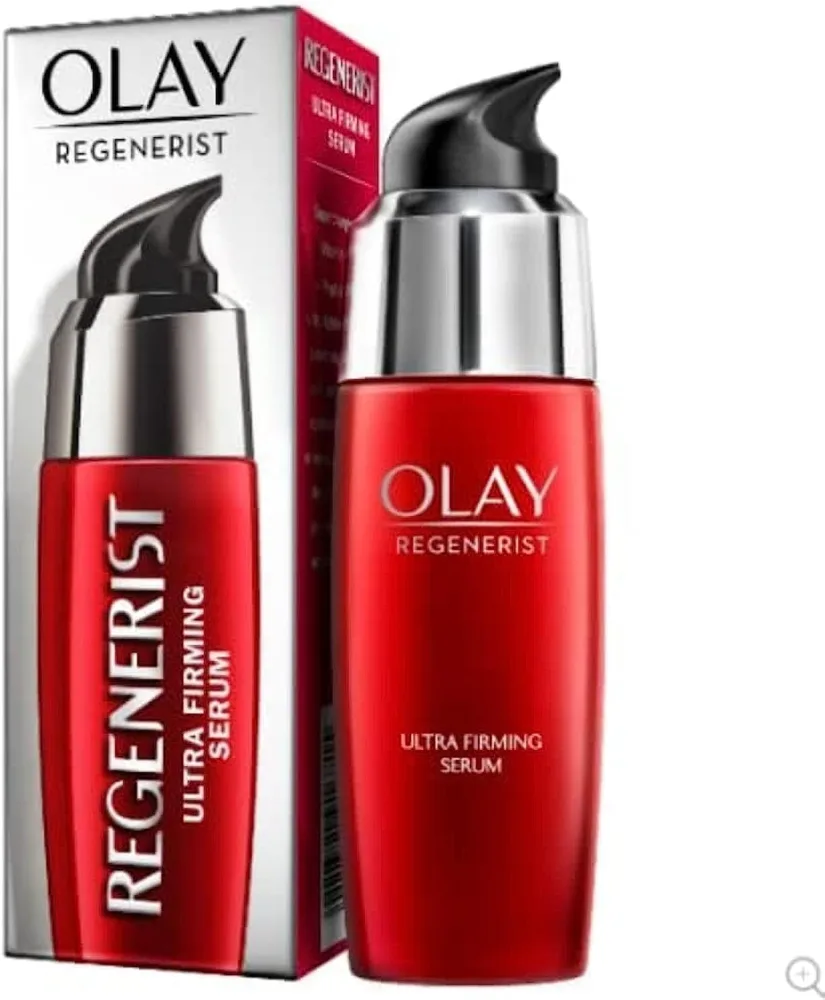 OLAY
REGENERIST
REGENERIST
ULTRA FIRMING
SERUM
REGENERIST
ULTRA FIRMING
SERUM
OLAY
REGENERIST
ULTRA FIRMING
SERUM